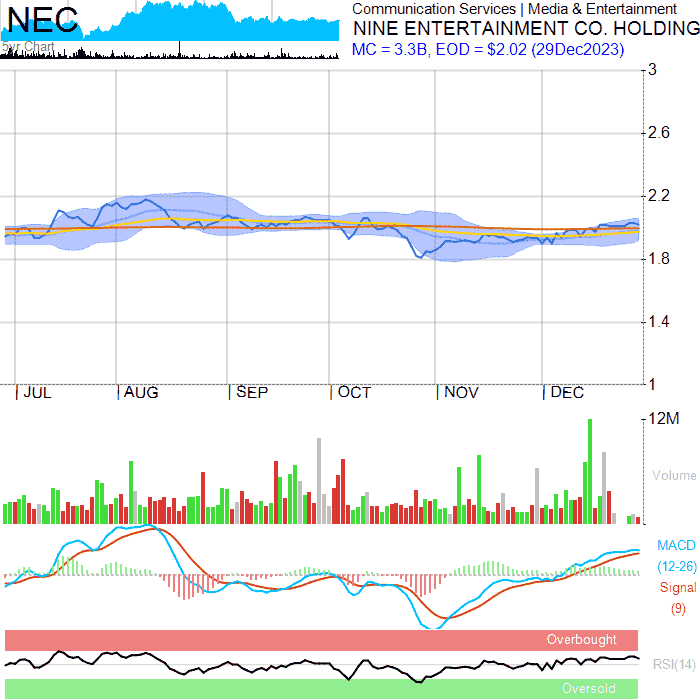 NEC
5yr Chart
Communication Services | Media & Entertainment
NINE ENTERTAINMENT CO. HOLDING
MC = 3.3B, EOD = $2.02 (29Dec2023)
3
2.6
2.2
1.8
1.4
1
JUL AUG SEP OCT NOV DEC
12M
Volume
MACD
(12-26)
Signal
(9)
Overbought
RSI(14)
Oversold